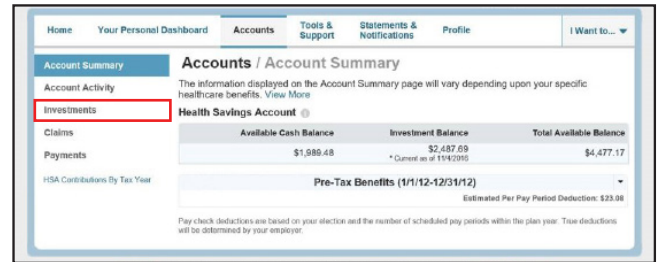 Home Your Personal Dashboard Accounts Tools & Support Statements & Notifications Profile I Want to...
Account Summary
Account Activity
Investments
Claims
Payments
HSA Contributions By Tax Year
Accounts / Account Summary
The information displayed on the Account Summary page will vary depending upon your specific
healthcare benefits. View More
Health Savings Account
Available Cash Balance Investment Balance Total Available Balance
$1,989.48 $2,487.69 $4,477.17
* Current as of 11/4/2016
Pre-Tax Benefits (1/1/12-12/31/12)
Estimated Per Pay Period Deduction: $23.08
Pay check deductions are based on your election and the number of scheduled pay periods within the plan year. True deductions
will be determined by your employer.